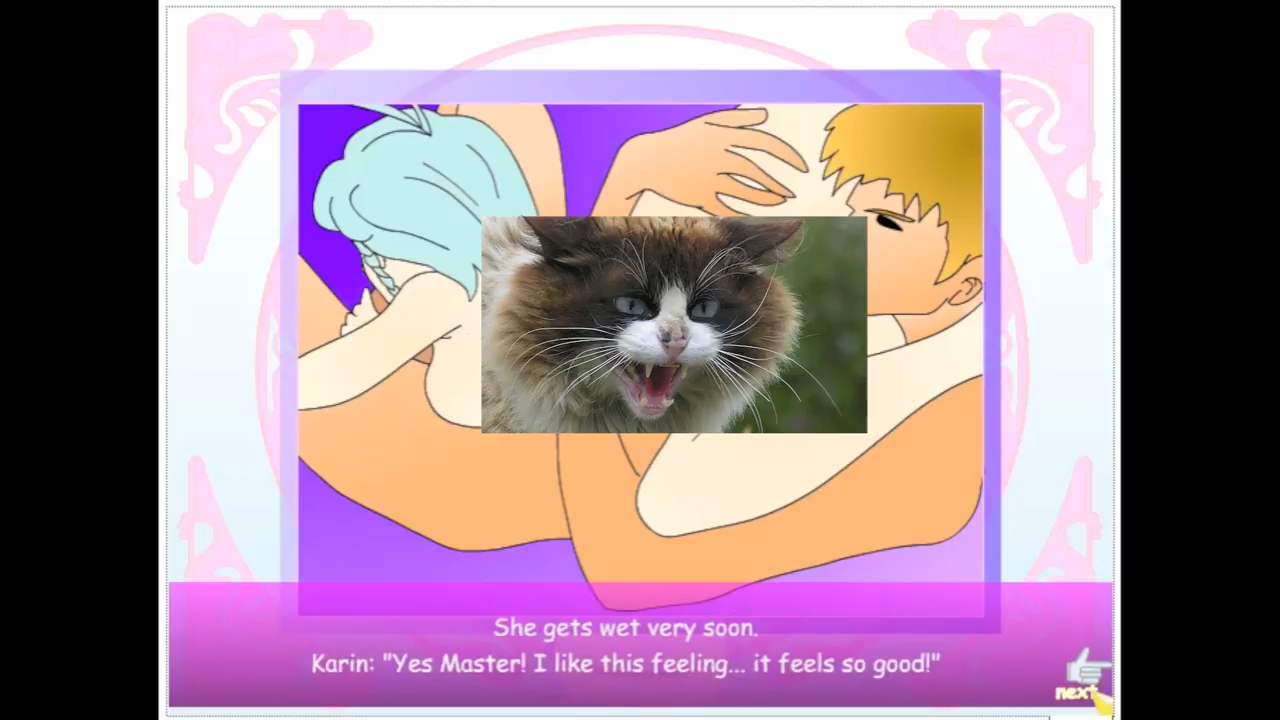 She gets wet very soon.
Karin: "Yes Master! I like this feeling... it feels so good!"
next